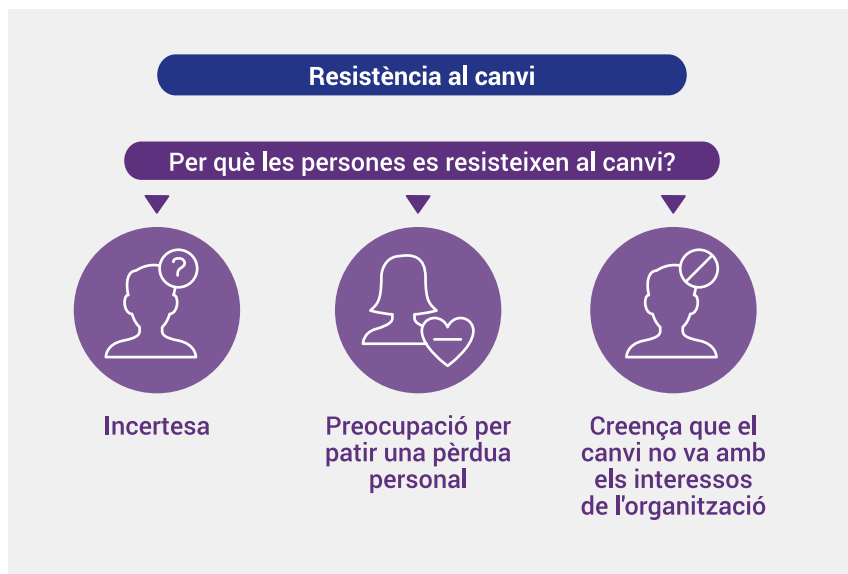 Resistència al canvi
Per què les persones es resisteixen al canvi?
?
Incertesa
Preocupació per
patir una pèrdua
personal
Creença que el
canvi no va amb
els interessos
de l'organització